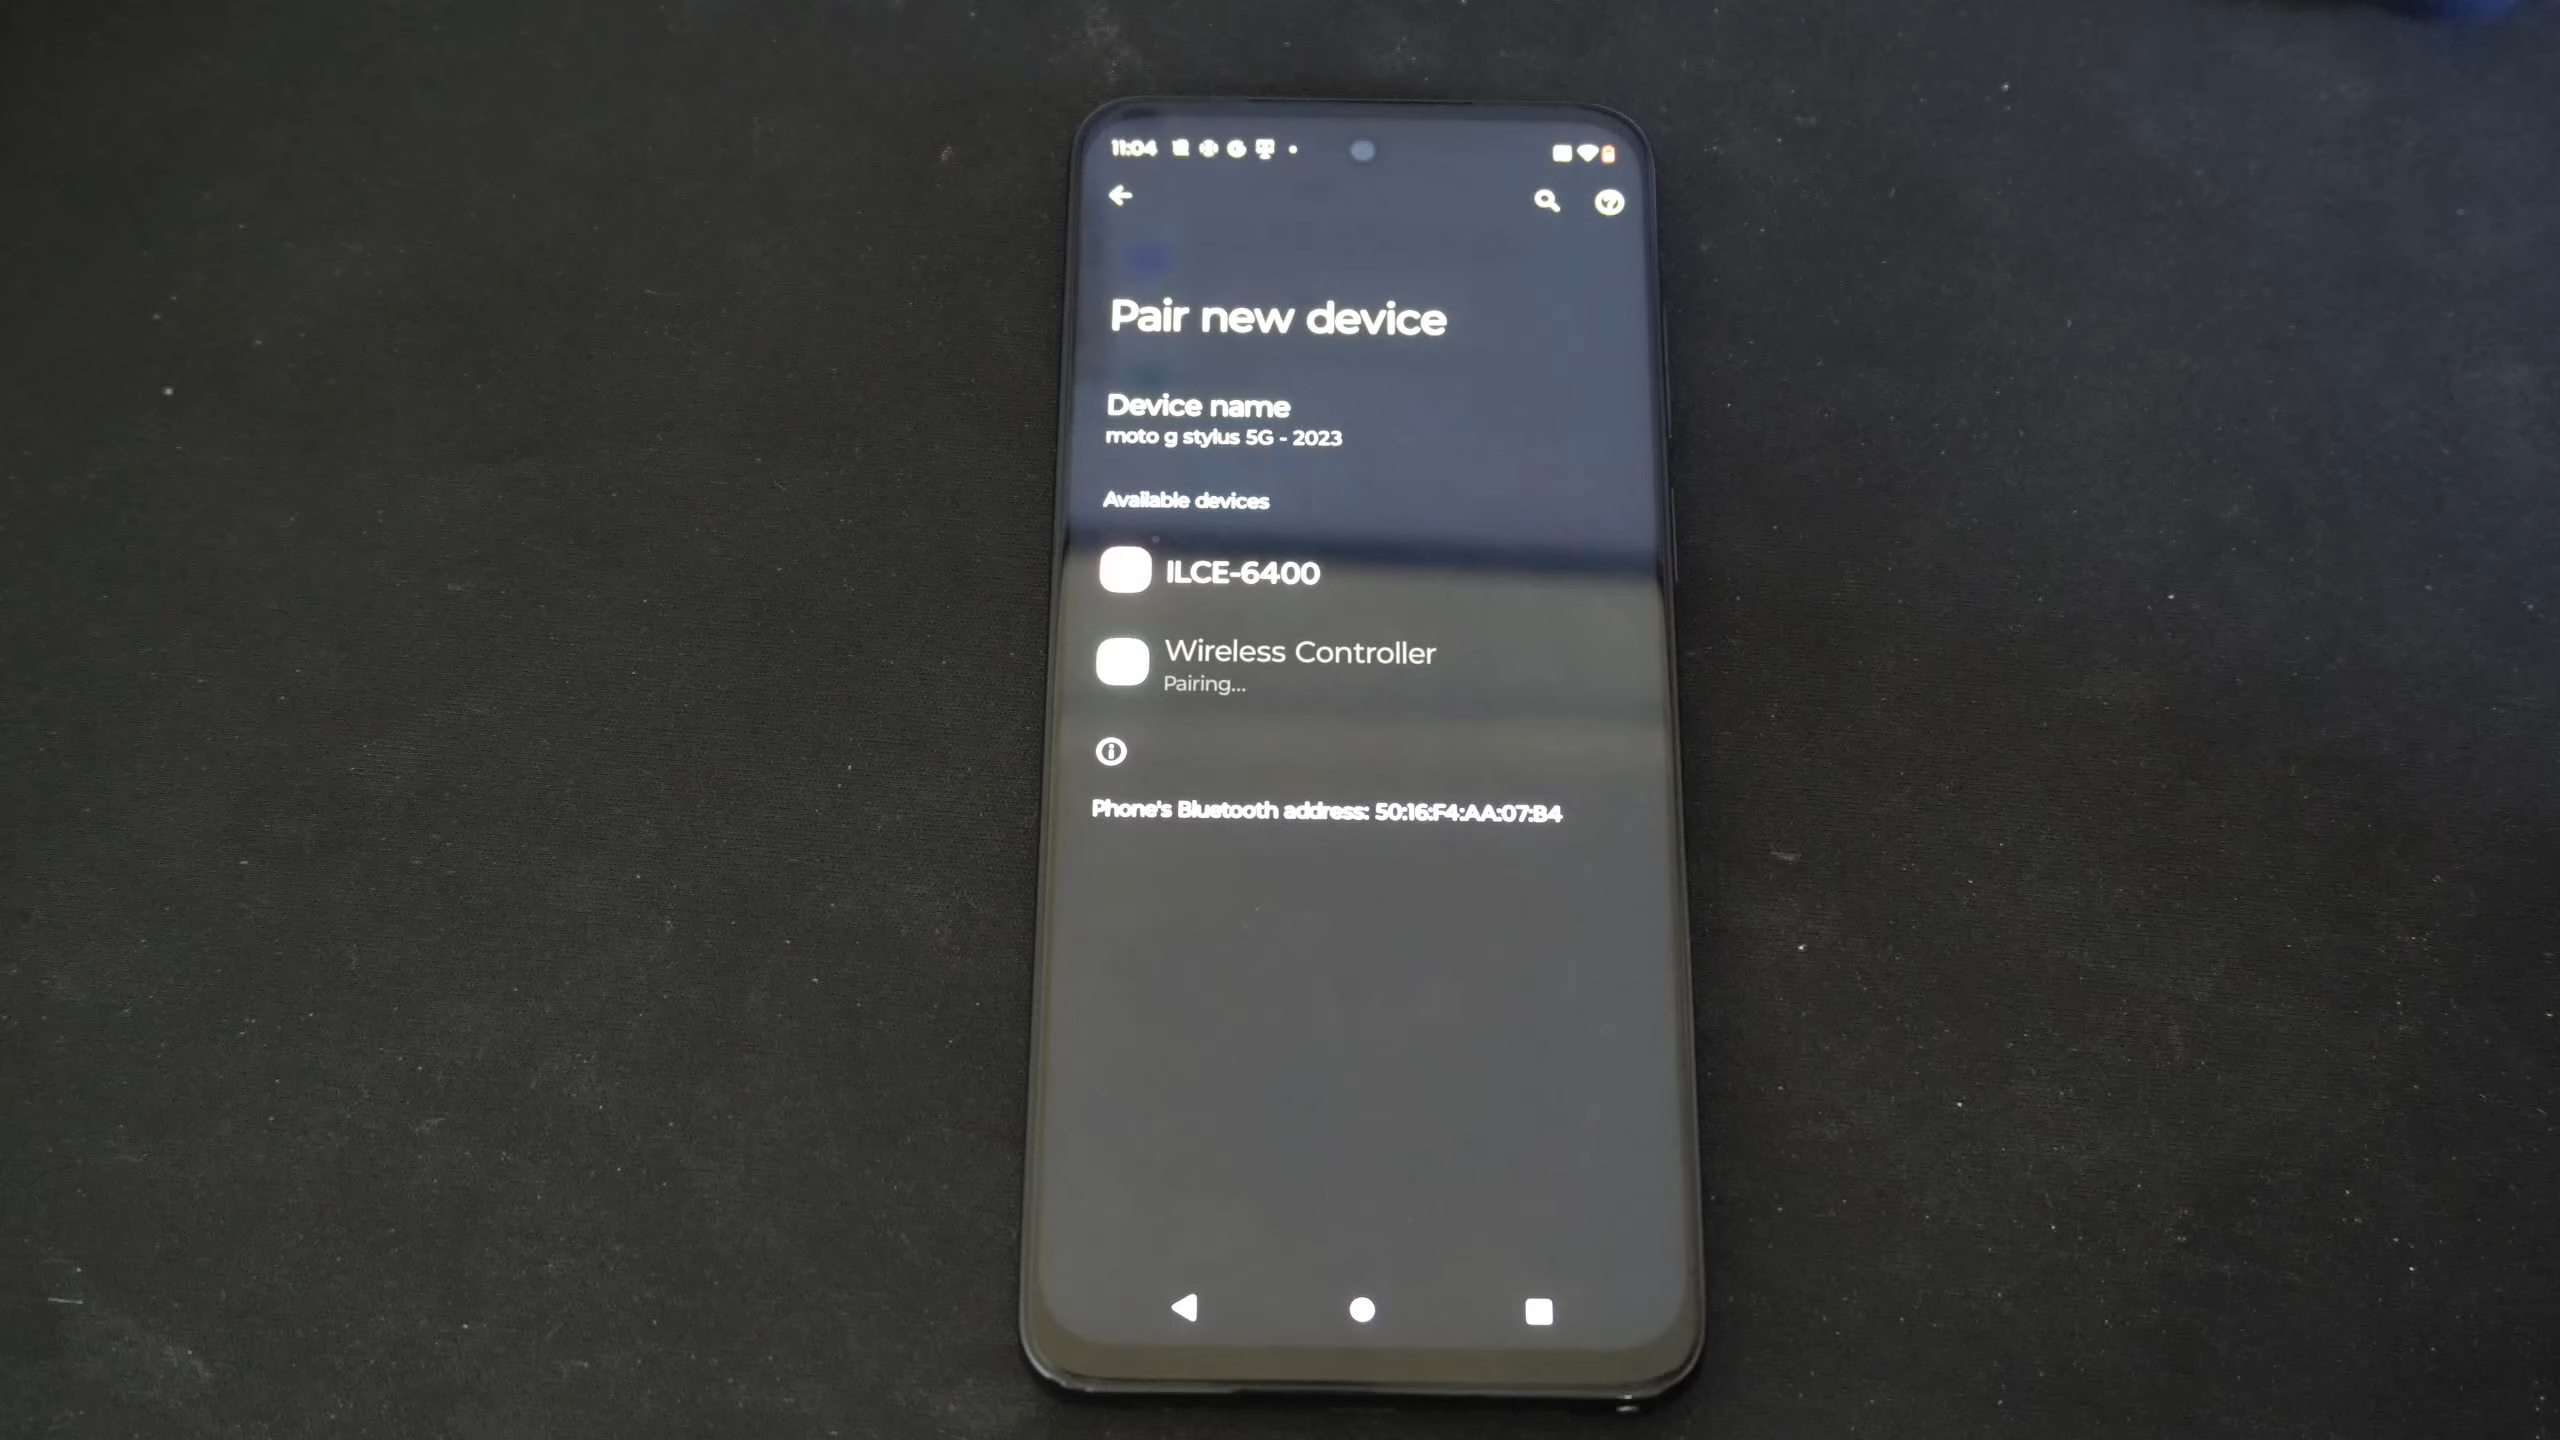 11:04
Pair new device
Device name
moto g stylus 5G - 2023
Available devices
ILCE-6400
Wireless Controller
Pairing...
Phone's Bluetooth address: 50:16:F4:AA:07:B4